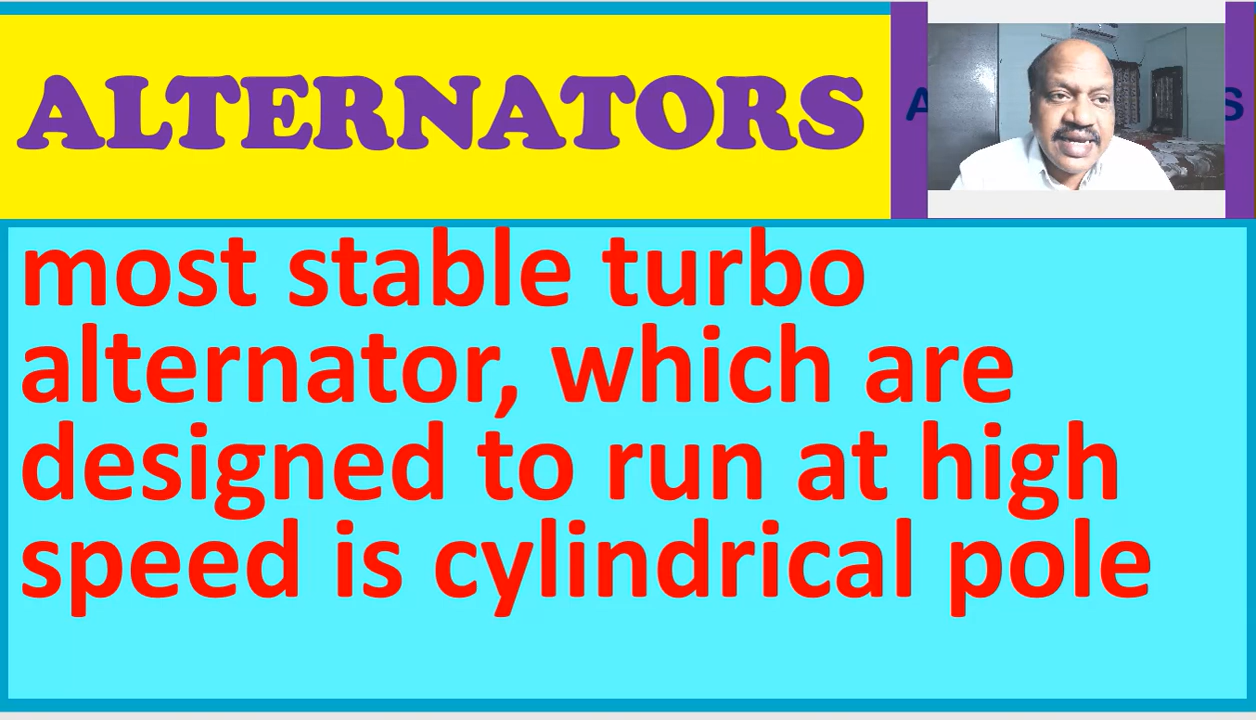 ALTERNATORS
A S
most stable turbo
alternator, which are
designed to run at high
speed is cylindrical pole